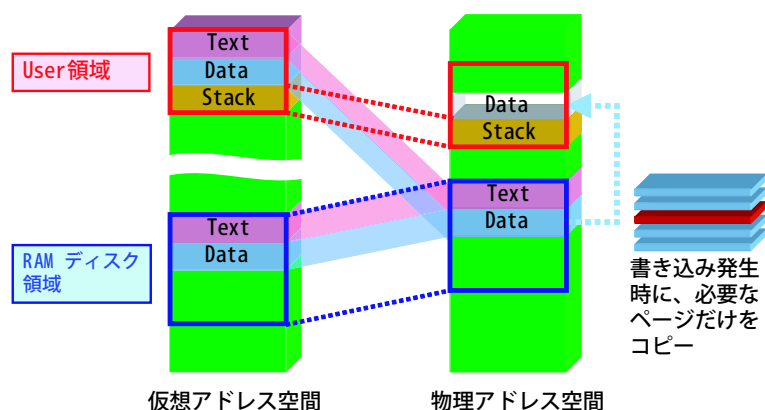 User領域
Text
Data
Stack
RAM ディスク
領域
Text
Data
Data
Stack
Text
Data
書き込み発生
時に、必要な
ページだけを
コピー
仮想アドレス空間
物理アドレス空間